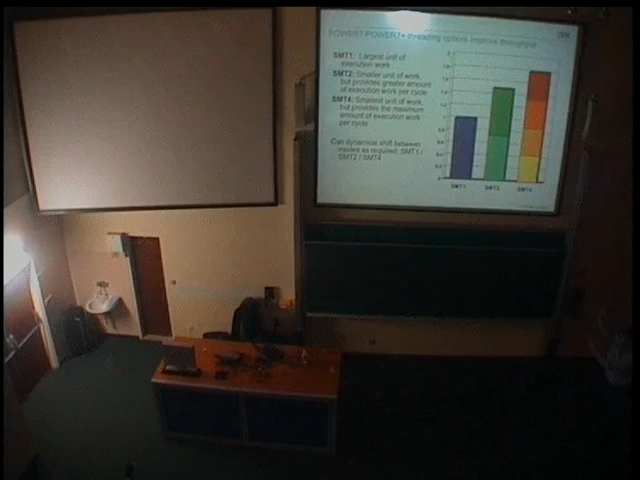 POWER7/POWER7+ threading options improve throughput
IBM
SMT1: Largest unit of
execution work
SMT2: Smaller unit of work,
but provides greater amount
of execution work per cycle
SMT4: Smallest unit of work,
but provides the maximum
amount of execution work
per cycle
Can dynamical shift between
modes as required: SMT1 /
SMT2 / SMT4
SMT1 SMT2 SMT4